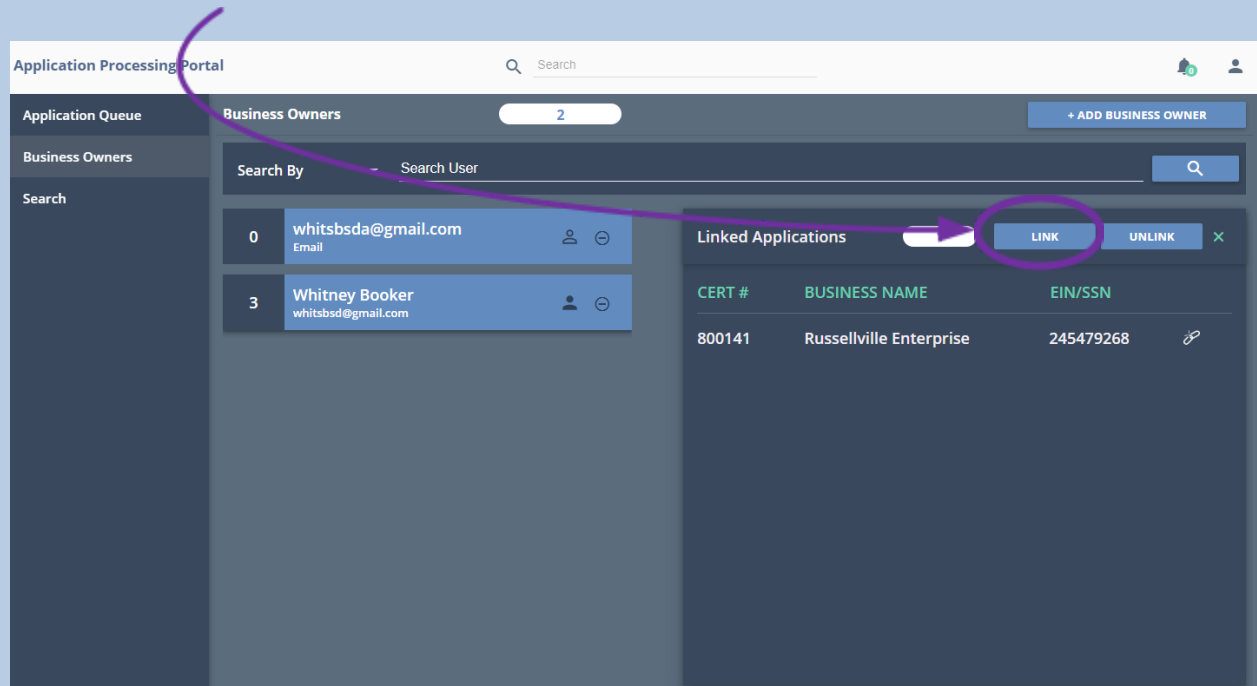 Application Processing Portal
Search
0
Application Queue
Business Owners
Search
Business Owners
2
+ ADD BUSINESS OWNER
Search By
Search User
0
whitsbsda@gmail.com
Email
3
Whitney Booker
whitsbsd@gmail.com
Linked Applications
LINK
UNLINK
CERT # BUSINESS NAME EIN/SSN
800141 Russellville Enterprise 245479268